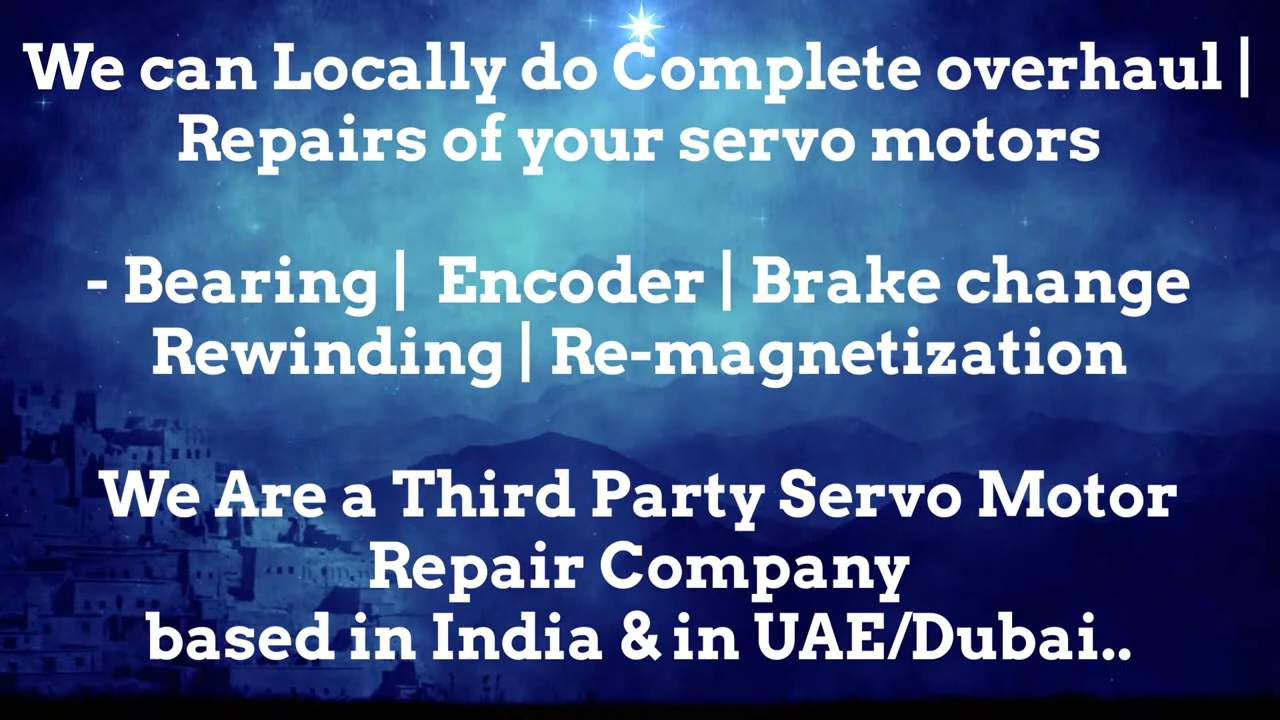 We can Locally do Complete overhaul |
Repairs of your servo motors
- Bearing | Encoder | Brake change
Rewinding | Re-magnetization
We Are a Third Party Servo Motor
Repair Company
based in India & in UAE/Dubai..